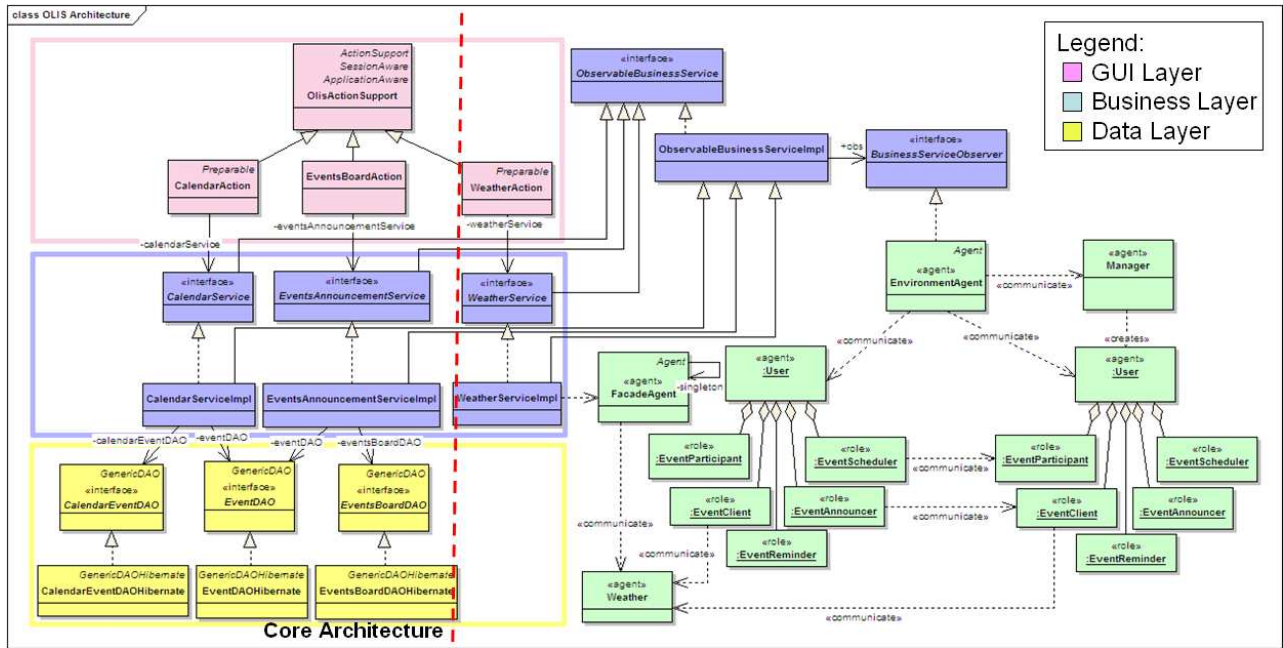 class OLIS Architecture
Legend:
GUI Layer
Business Layer
Data Layer
ActionSupport
SessionAware
ApplicationAware
OlisActionSupport
«interface»
ObservableBusinessService
ObservableBusinessServiceImpl
+obs
«interface»
BusinessServiceObserver
Preparable
CalendarAction
EventsBoardAction
Preparable
WeatherAction
-calendarService
-eventsAnnouncementService
-weatherService
«interface»
CalendarService
«interface»
EventsAnnouncementService
«interface»
WeatherService
Agent
«agent»
EnvironmentAgent
«agent»
Manager
«communicate»
«communicate»
«communicate»
«creates»
«agent»
:User
«agent»
:User
Agent
«agent»
FacadeAgent
-singleton
CalendarServiceImpl
EventsAnnouncementServiceImpl
WeatherServiceImpl
-calendarEventDAO
-eventDAO
-eventDAO
-eventsBoardDAO
GenericDAO
«interface»
CalendarEventDAO
GenericDAO
«interface»
EventDAO
GenericDAO
«interface»
EventsBoardDAO
«role»
:EventParticipant
«role»
:EventScheduler
«communicate»
«role»
:EventParticipant
«role»
:EventScheduler
«role»
:EventClient
«role»
:EventAnnouncer
«communicate»
«role»
:EventClient
«role»
:EventAnnouncer
«communicate»
«communicate»
«role»
:EventReminder
«role»
:EventReminder
GenericDAOHibernate
CalendarEventDAOHibernate
GenericDAOHibernate
EventDAOHibernate
GenericDAOHibernate
EventsBoardDAOHibernate
«agent»
Weather
«communicate»
Core Architecture